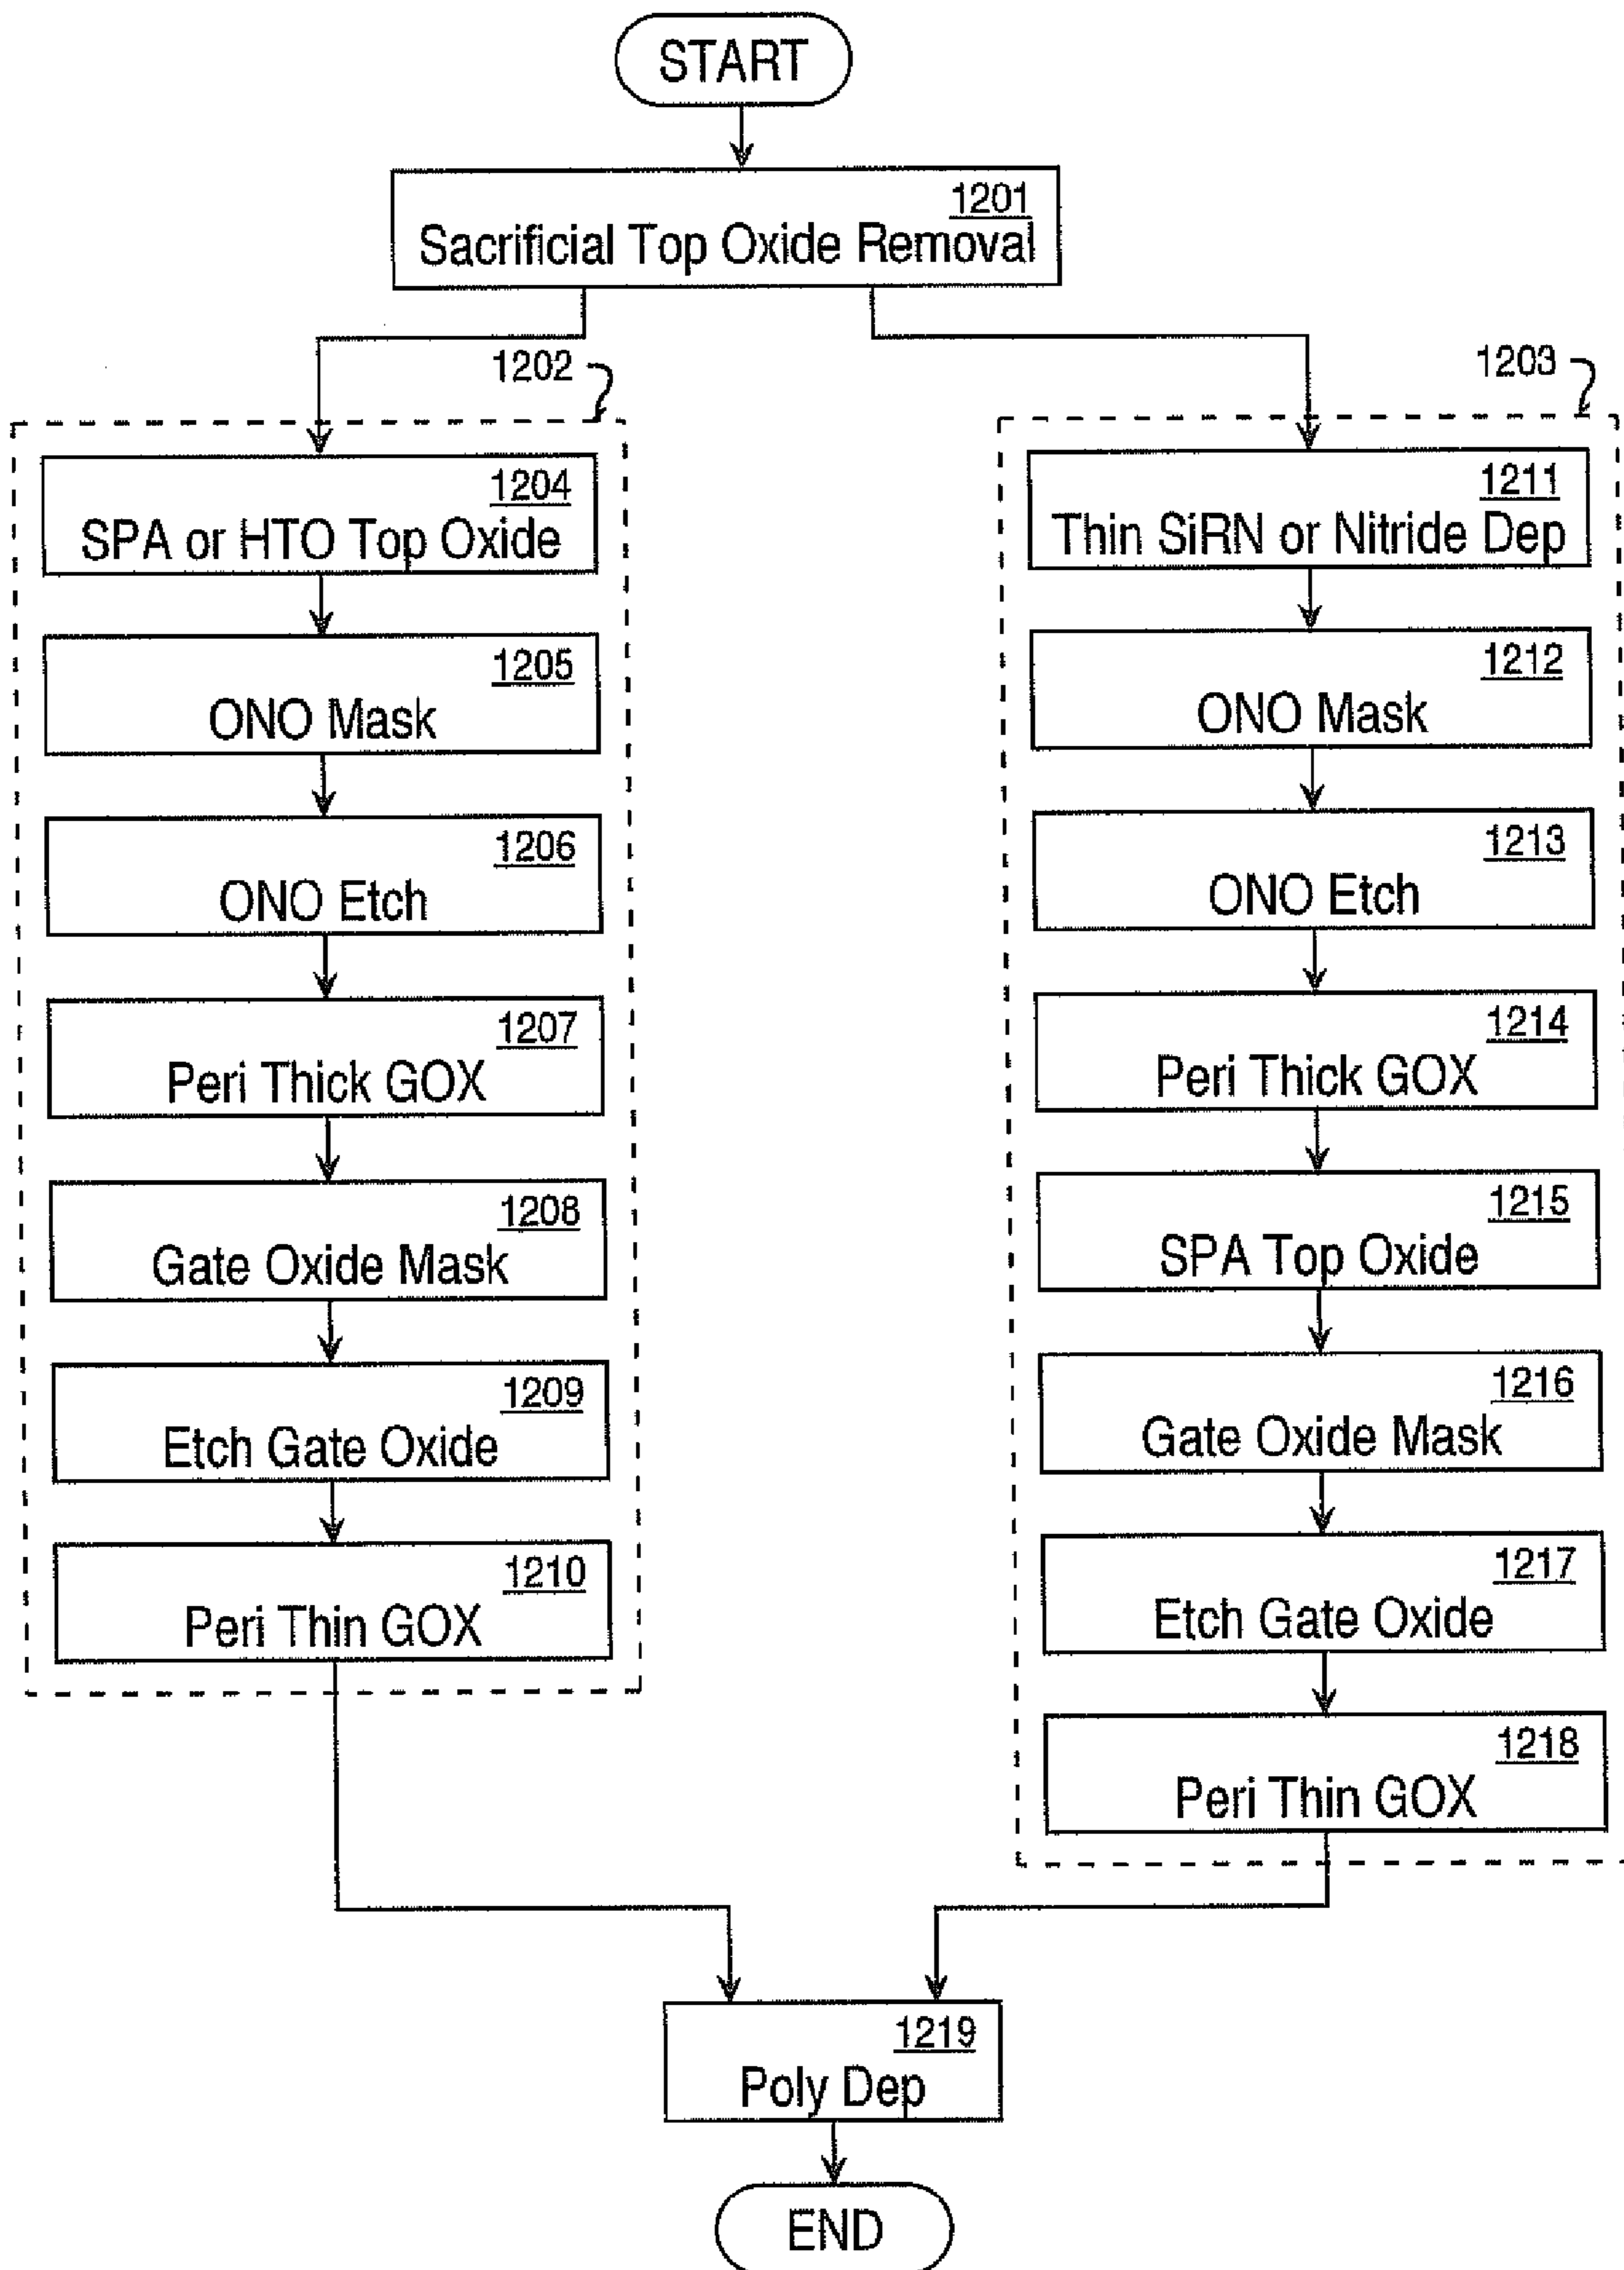 START
1201
Sacrificial Top Oxide Removal
1202
1204
SPA or HTO Top Oxide
1205
ONO Mask
1206
ONO Etch
1207
Peri Thick GOX
1208
Gate Oxide Mask
1209
Etch Gate Oxide
1210
Peri Thin GOX
1203
1211
Thin SiRN or Nitride Dep
1212
ONO Mask
1213
ONO Etch
1214
Peri Thick GOX
1215
SPA Top Oxide
1216
Gate Oxide Mask
1217
Etch Gate Oxide
1218
Peri Thin GOX
1219
Poly Dep
END